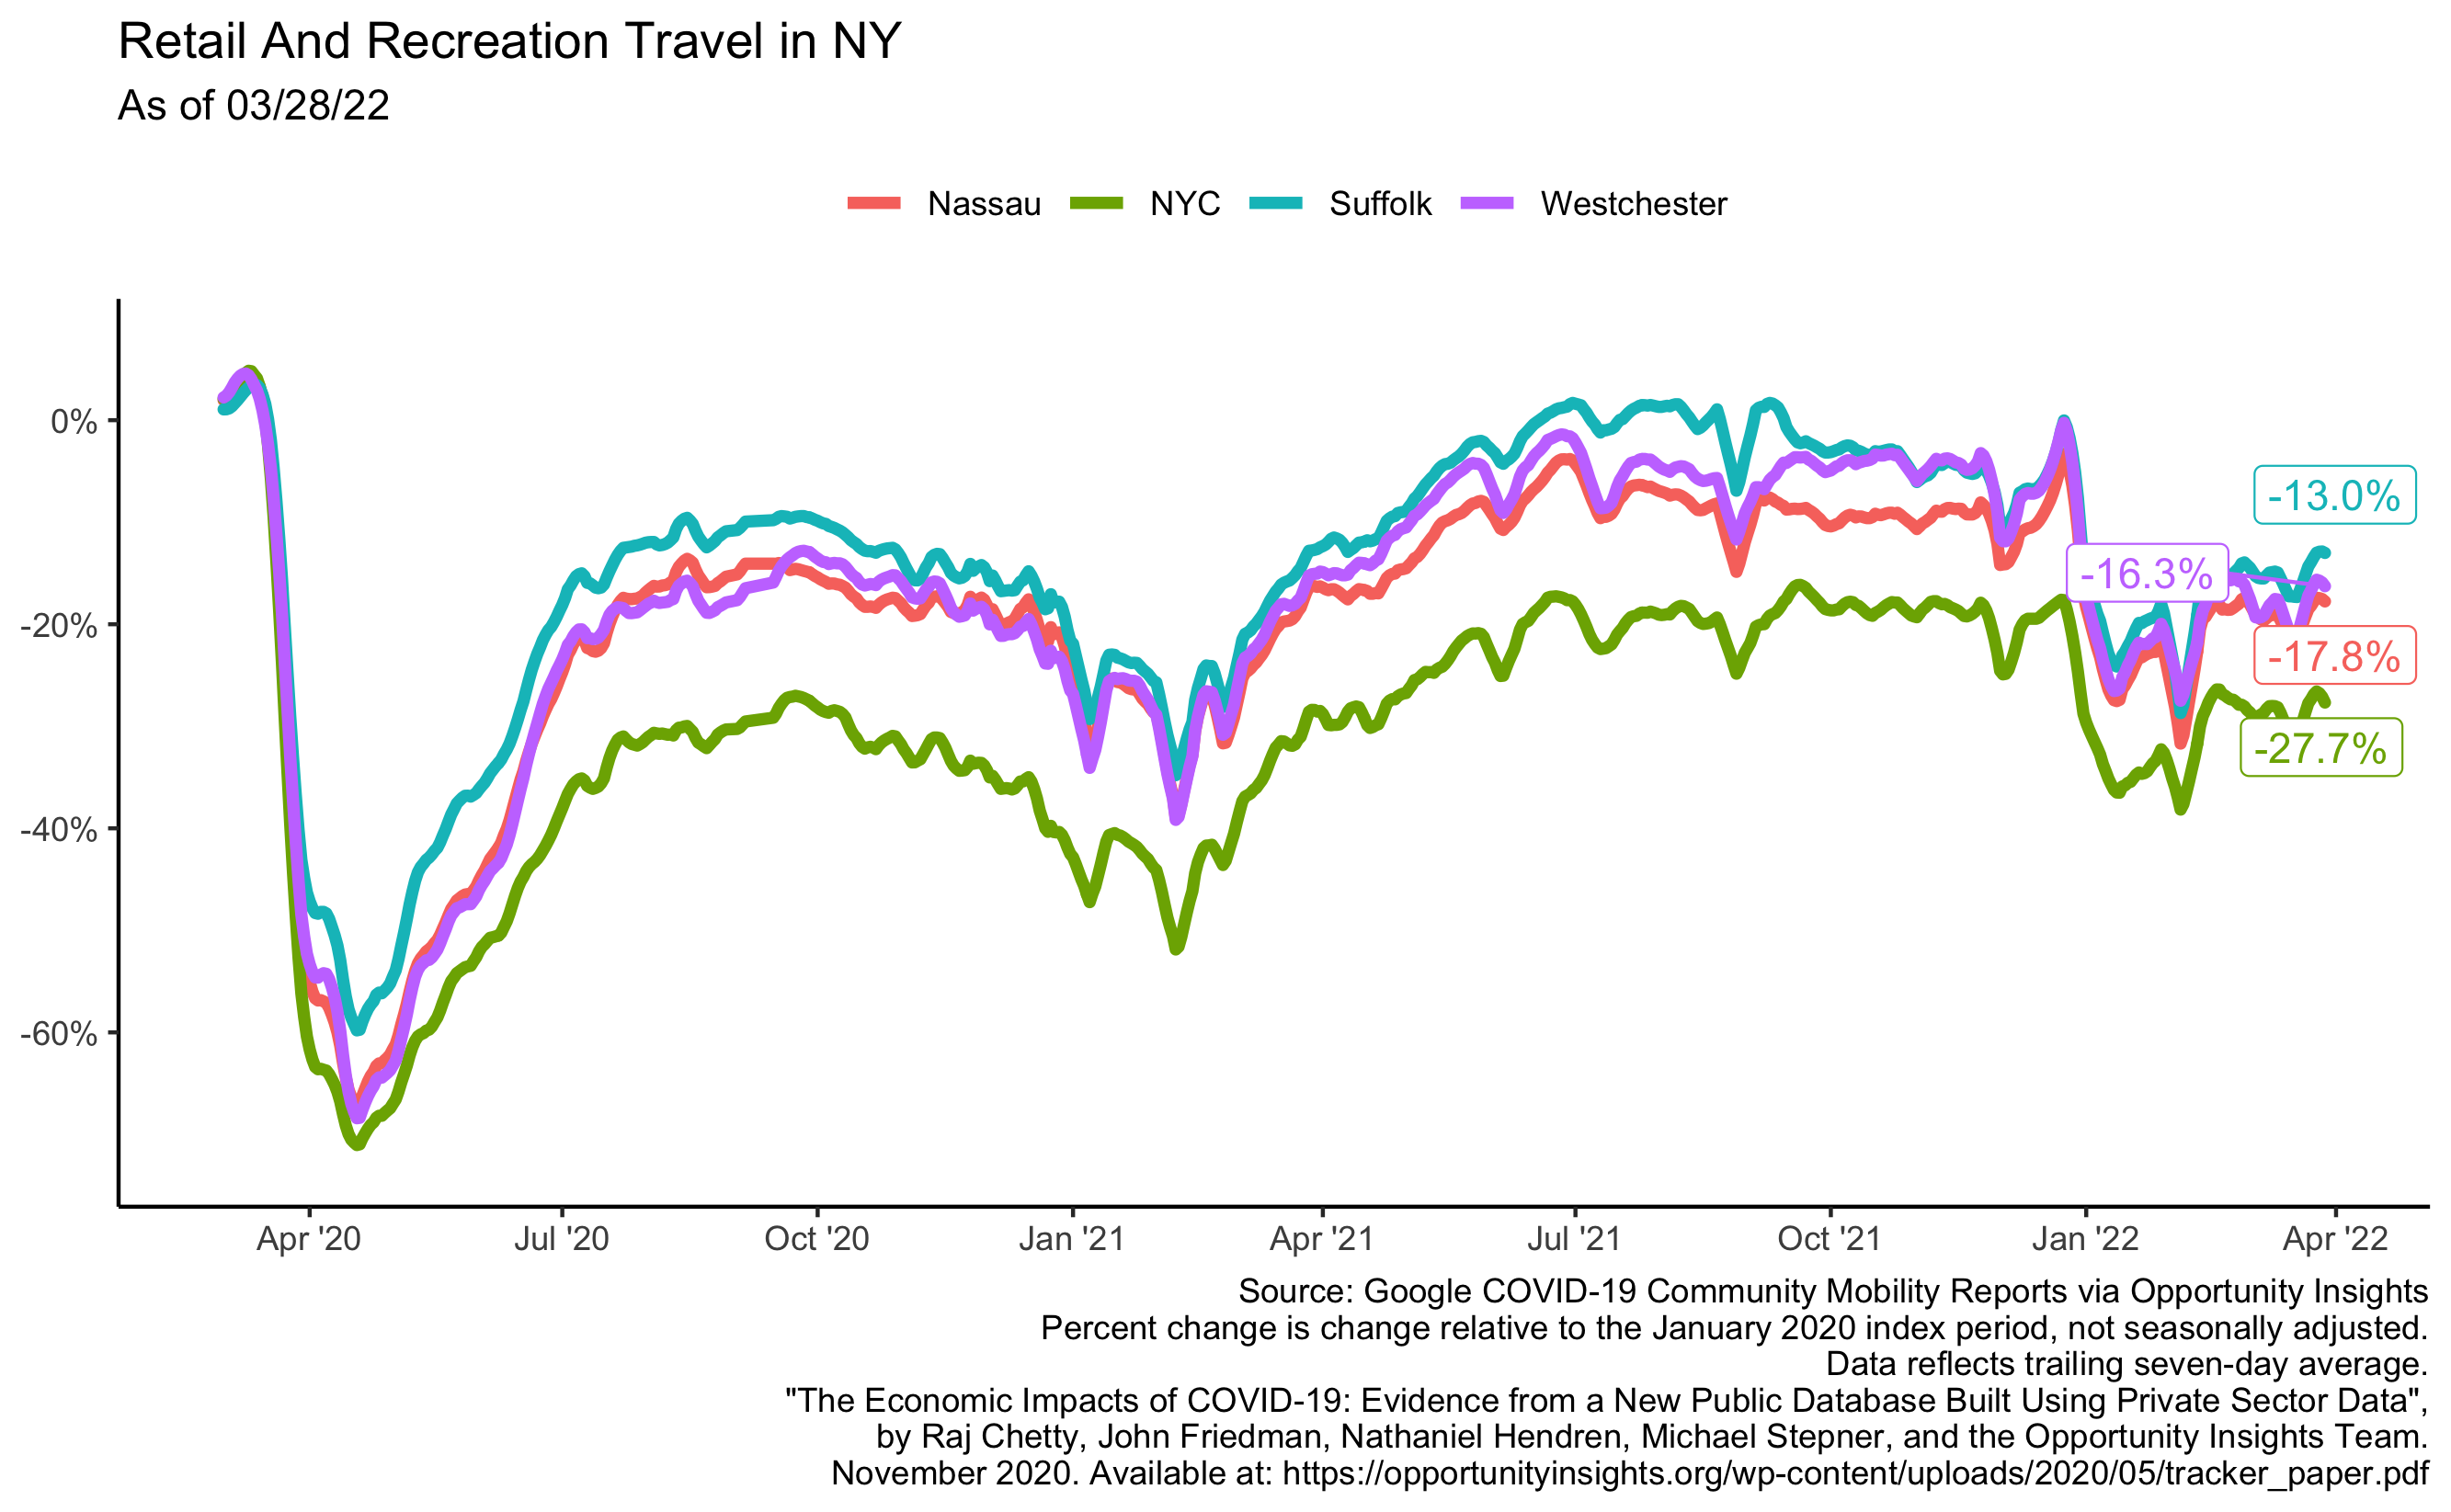 Retail And Recreation Travel in NY
As of 03/28/22
Nassau NYC Suffolk Westchester
0%
-20%
-40%
-60%
-13.0%
-16.3%
-17.8%
-27.7%
Apr '20 Jul '20 Oct '20 Jan '21 Apr '21 Jul '21 Oct '21 Jan '22 Apr '22
Source: Google COVID-19 Community Mobility Reports via Opportunity Insights
Percent change is change relative to the January 2020 index period, not seasonally adjusted.
Data reflects trailing seven-day average.
"The Economic Impacts of COVID-19: Evidence from a New Public Database Built Using Private Sector Data",
by Raj Chetty, John Friedman, Nathaniel Hendren, Michael Stepner, and the Opportunity Insights Team.
November 2020. Available at: https://opportunityinsights.org/wp-content/uploads/2020/05/tracker_paper.pdf